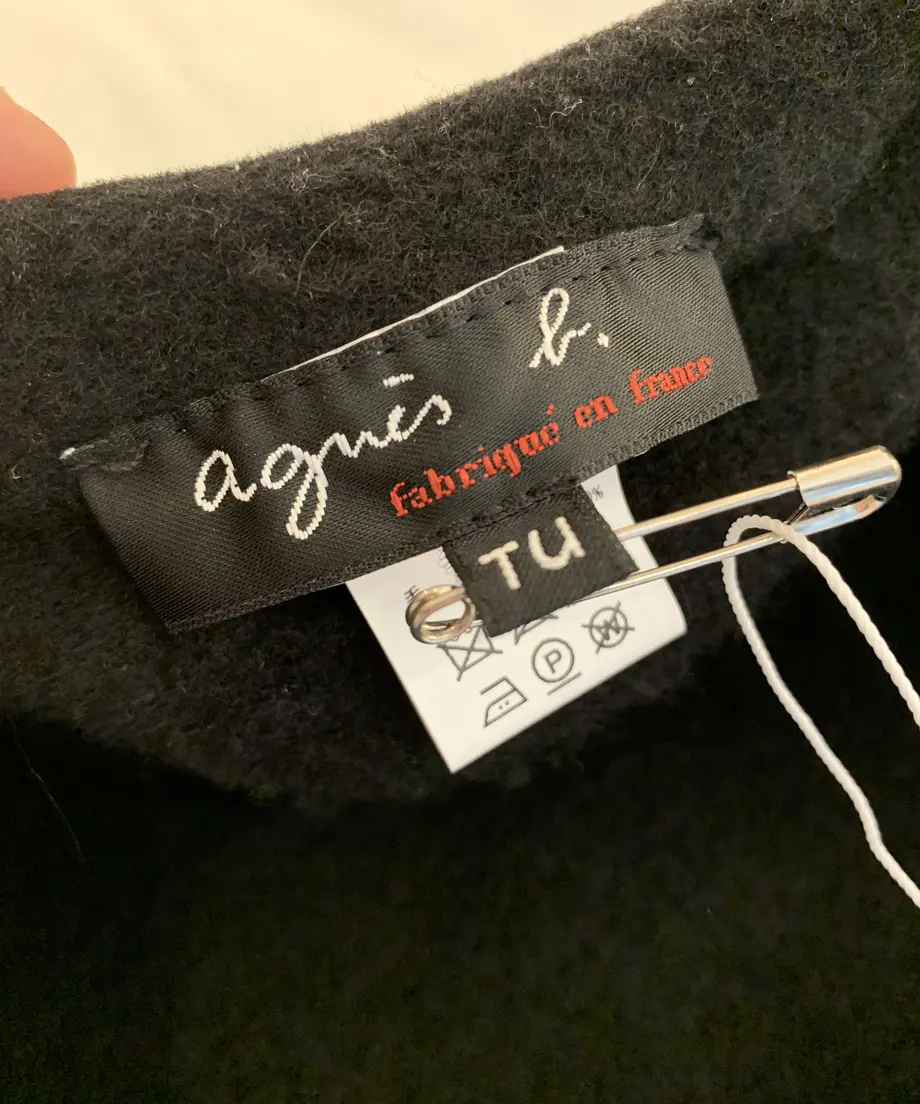 agnès b.
fabriqué en france
%
TU
W
P